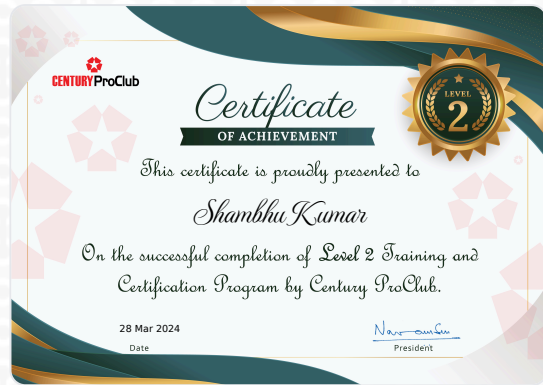 CENTURY ProClub
Certificate
OF ACHIEVEMENT
LEVEL
2
This certificate is proudly presented to
Shambhu Kumar
On the successful completion of Level 2 Training and
Certification Program by Century ProClub.
28 Mar 2024
Date
President